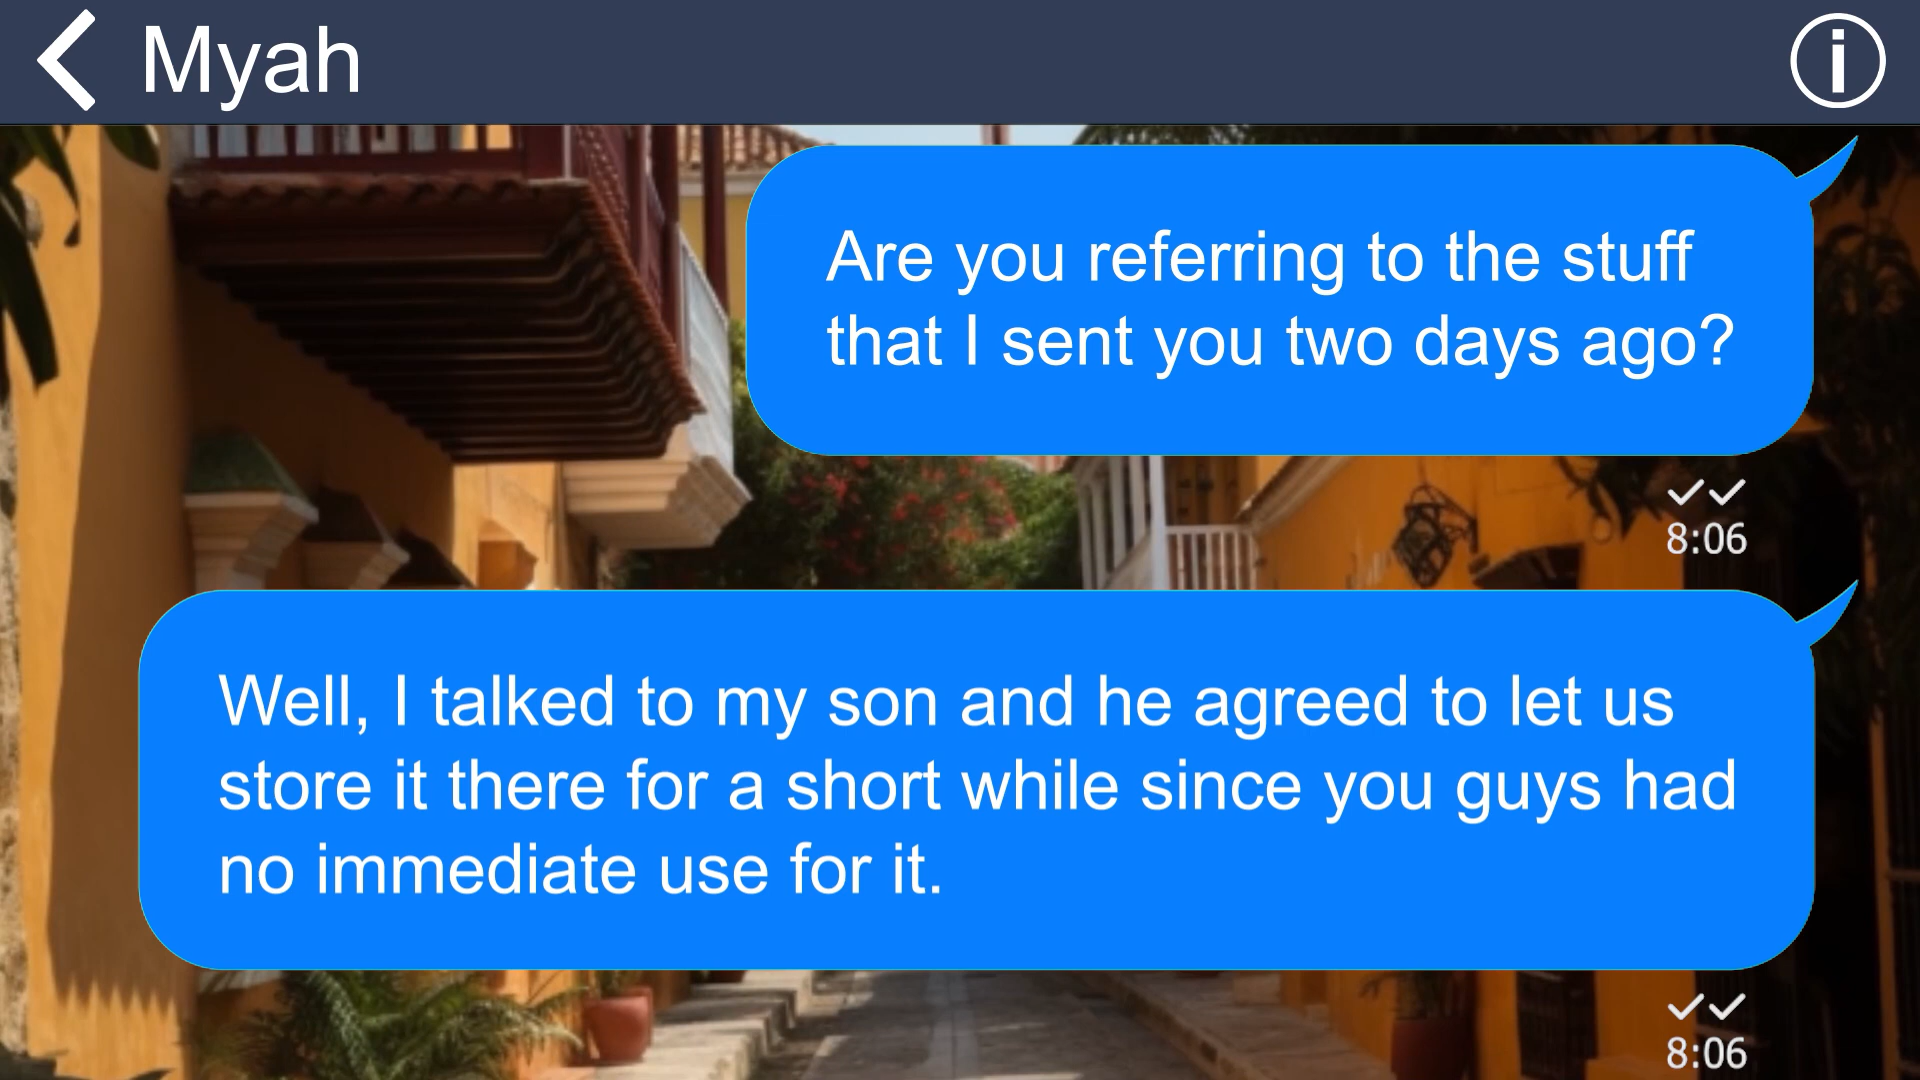 Myah
Are you referring to the stuff
that I sent you two days ago?
8:06
Well, I talked to my son and he agreed to let us
store it there for a short while since you guys had
no immediate use for it.
8:06